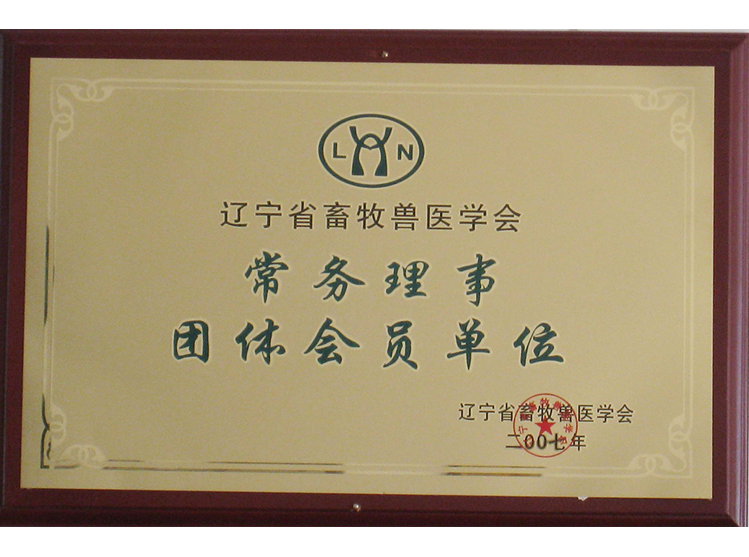 L N
辽宁省畜牧兽医学会
常务理事
团体会员单位
辽宁省畜牧兽医学会
二00七年